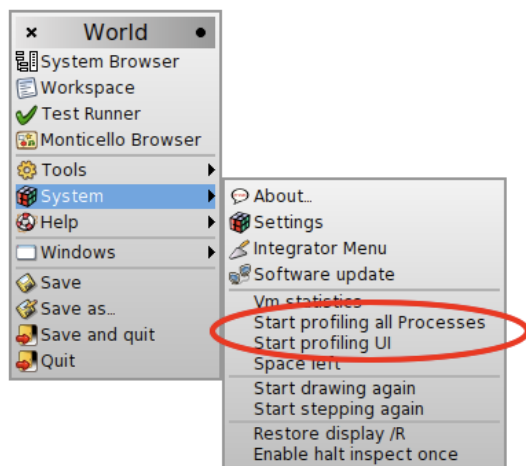 World
System Browser
Workspace
Test Runner
Monticello Browser
Tools
System
Help
Windows
Save
Save as…
Save and quit
Quit
About…
Settings
Integrator Menu
Software update
Vm statistics
Start profiling all Processes
Start profiling UI
Space left
Start drawing again
Start stepping again
Restore display /R
Enable halt inspect once